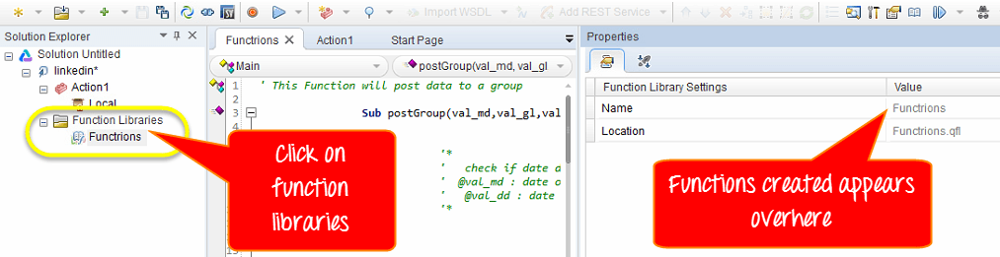 Import WSDL
Add REST Service
Solution Explorer
Solution Untitled
linkedin*
Action1
Local
Function Libraries
Functrions
Click on
function
libraries
Functrions
Action1
Start Page
Main
postGroup(val_md, val_gl
1
' This Function will post data to a group
2
3
Sub postGroup(val_md,val_gl,val
4
'*
' check if date a
' @val_md : date o
' @val_dd : date
'*
Properties
Function Library Settings
Value
Name
Functrions
Location
Functrions.qfl
Functions created appears
overhere